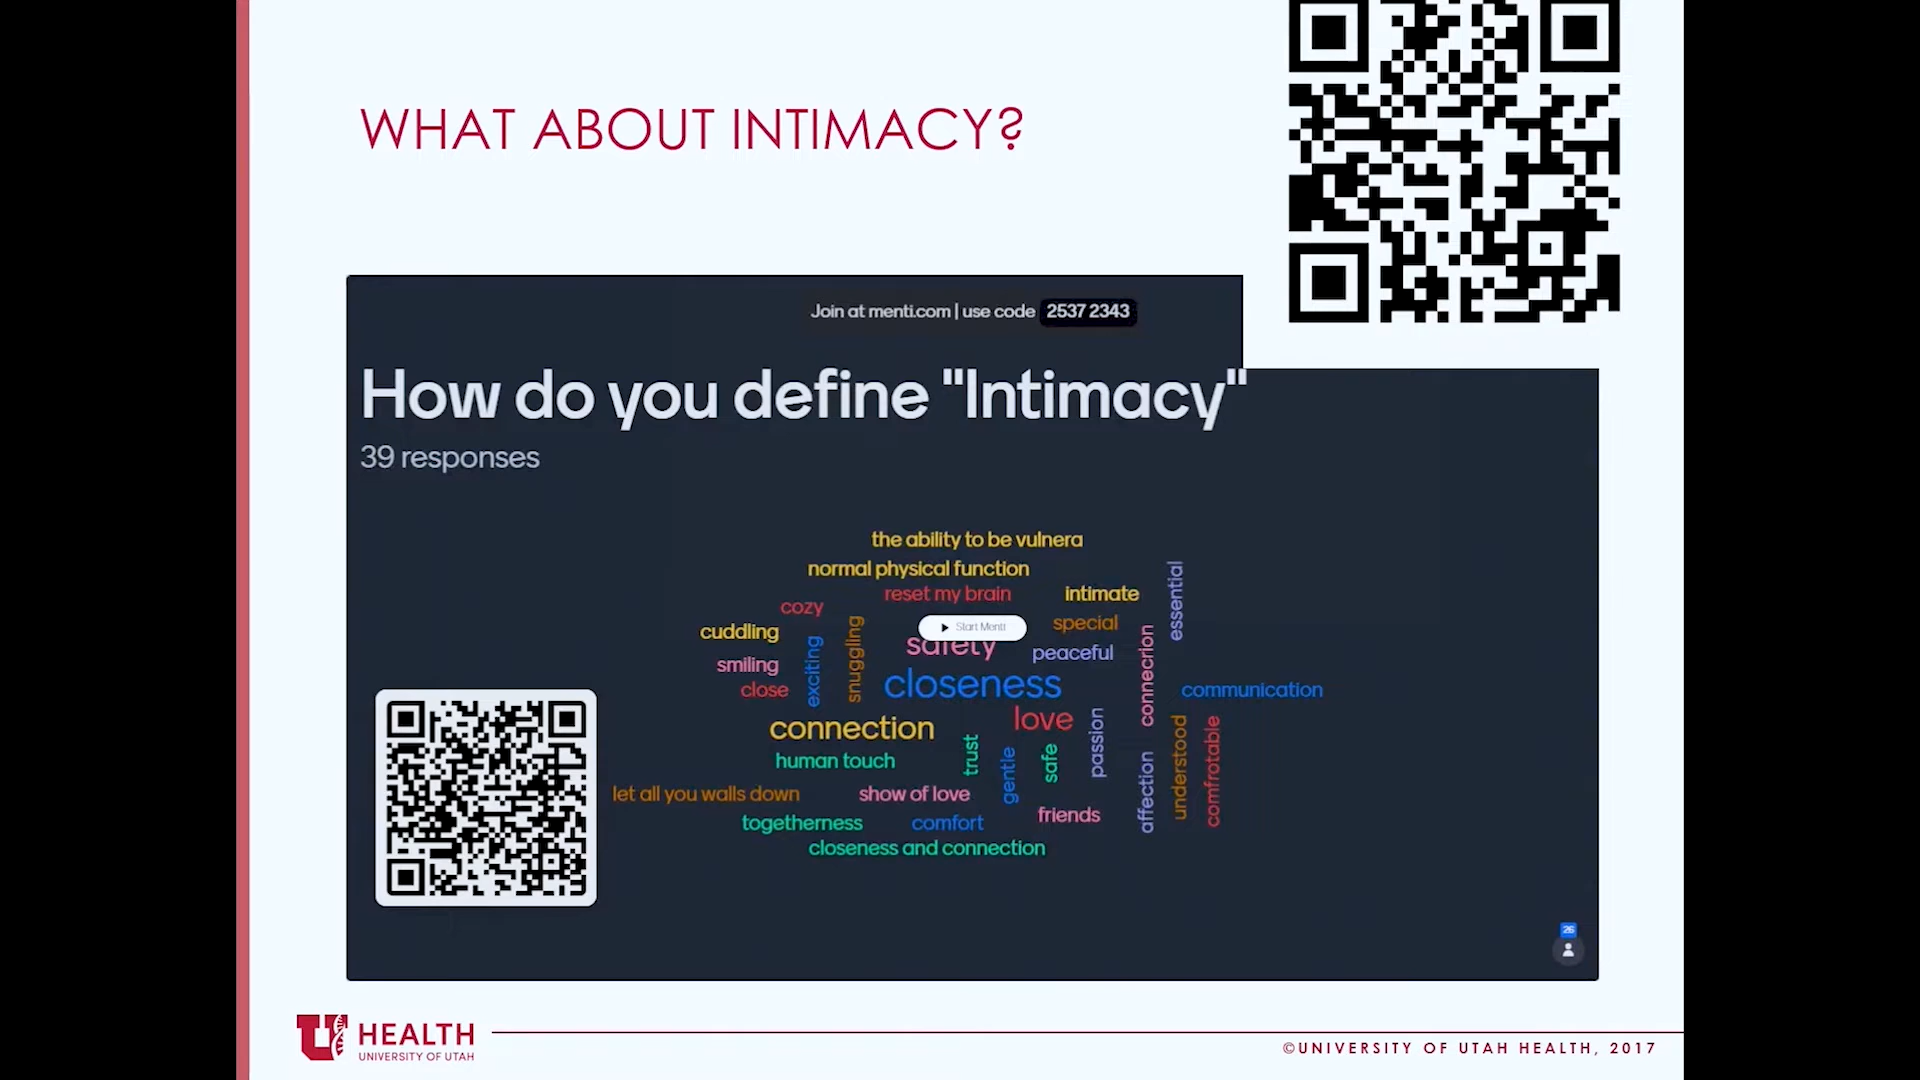 WHAT ABOUT INTIMACY?
Join at menti.com | use code 2537 2343
How do you define "Intimacy"
39 responses
the ability to be vulnera
normal physical function
reset my brain
intimate
essential
cozy
cuddling
snuggling
Start Menti
special
safety
peaceful
smiling
exciting
connecrion
close
closeness
communication
connection
love
passion
understood
comfrotable
human touch
trust
gentle
safe
affection
let all you walls down
show of love
friends
togetherness
comfort
closeness and connection
26
U HEALTH
UNIVERSITY OF UTAH
©UNIVERSITY OF UTAH HEALTH, 2017